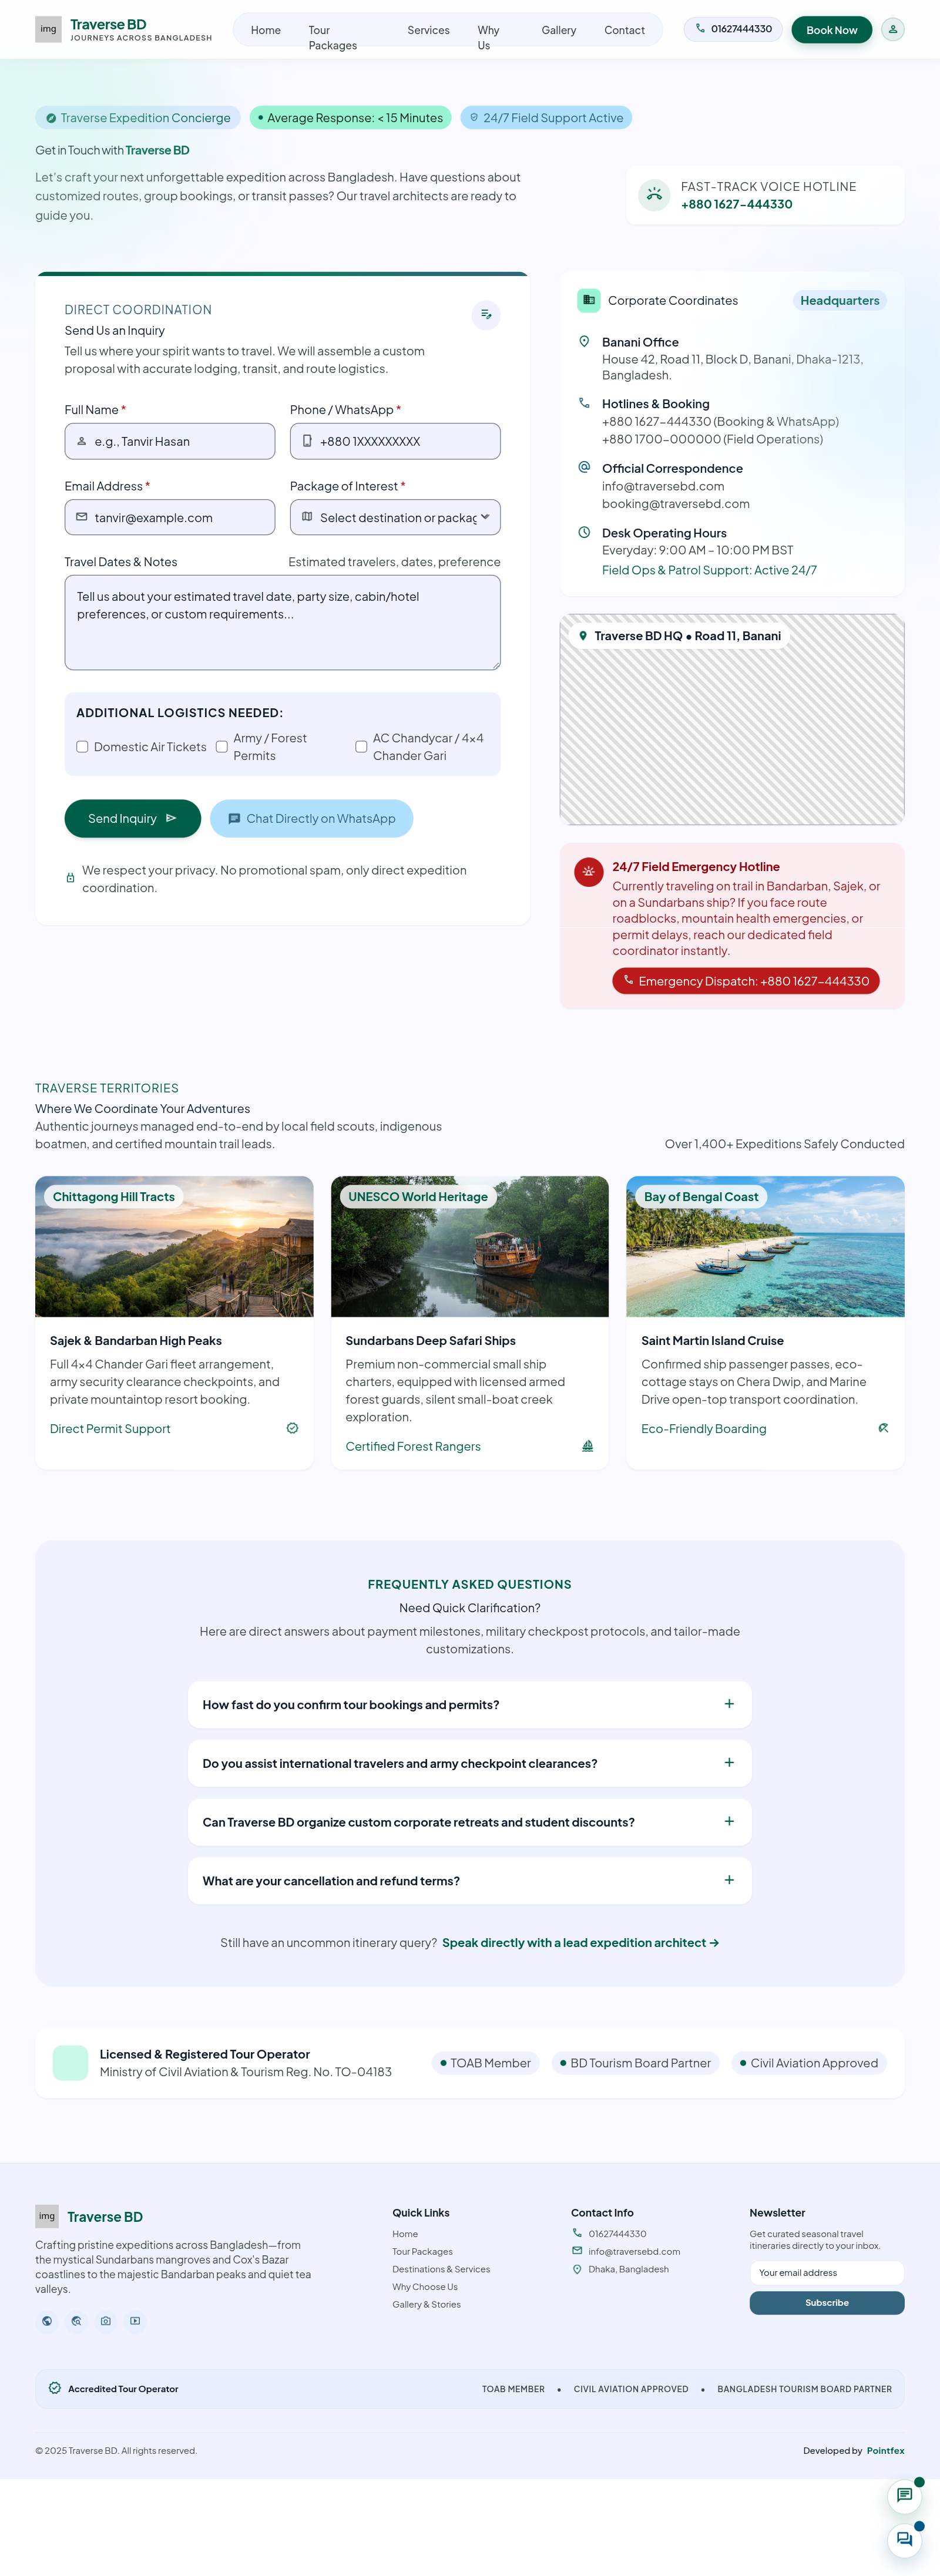 img
Traverse BD
JOURNEYS ACROSS BANGLADESH
Home
Tour
Packages
Services
Why
Us
Gallery
Contact
01627444330
Book Now
Traverse Expedition Concierge
Average Response: < 15 Minutes
24/7 Field Support Active
Get in Touch with Traverse BD
Let's craft your next unforgettable expedition across Bangladesh. Have questions about
customized routes, group bookings, or transit passes? Our travel architects are ready to
guide you.
FAST-TRACK VOICE HOTLINE
+880 1627-444330
DIRECT COORDINATION
Send Us an Inquiry
Tell us where your spirit wants to travel. We will assemble a custom
proposal with accurate lodging, transit, and route logistics.
Full Name *
Phone / WhatsApp *
e.g., Tanvir Hasan
+880 1XXXXXXXXX
Email Address *
Package of Interest *
tanvir@example.com
Select destination or packag
Travel Dates & Notes
Estimated travelers, dates, preference
Tell us about your estimated travel date, party size, cabin/hotel
preferences, or custom requirements...
ADDITIONAL LOGISTICS NEEDED:
Domestic Air Tickets
Army / Forest
Permits
AC Chandycar / 4x4
Chander Gari
Send Inquiry
Chat Directly on WhatsApp
We respect your privacy. No promotional spam, only direct expedition
coordination.
Corporate Coordinates
Headquarters
Banani Office
House 42, Road 11, Block D, Banani, Dhaka-1213,
Bangladesh.
Hotlines & Booking
+880 1627-444330 (Booking & WhatsApp)
+880 1700-000000 (Field Operations)
Official Correspondence
info@traversebd.com
booking@traversebd.com
Desk Operating Hours
Everyday: 9:00 AM – 10:00 PM BST
Field Ops & Patrol Support: Active 24/7
Traverse BD HQ • Road 11, Banani
24/7 Field Emergency Hotline
Currently traveling on trail in Bandarban, Sajek, or
on a Sundarbans ship? If you face route
roadblocks, mountain health emergencies, or
permit delays, reach our dedicated field
coordinator instantly.
Emergency Dispatch: +880 1627-444330
TRAVERSE TERRITORIES
Where We Coordinate Your Adventures
Authentic journeys managed end-to-end by local field scouts, indigenous
boatmen, and certified mountain trail leads.
Over 1,400+ Expeditions Safely Conducted
Chittagong Hill Tracts
Sajek & Bandarban High Peaks
Full 4x4 Chander Gari fleet arrangement,
army security clearance checkpoints, and
private mountaintop resort booking.
Direct Permit Support
UNESCO World Heritage
Sundarbans Deep Safari Ships
Premium non-commercial small ship
charters, equipped with licensed armed
forest guards, silent small-boat creek
exploration.
Certified Forest Rangers
Bay of Bengal Coast
Saint Martin Island Cruise
Confirmed ship passenger passes, eco-
cottage stays on Chera Dwip, and Marine
Drive open-top transport coordination.
Eco-Friendly Boarding
FREQUENTLY ASKED QUESTIONS
Need Quick Clarification?
Here are direct answers about payment milestones, military checkpost protocols, and tailor-made
customizations.
How fast do you confirm tour bookings and permits?
Do you assist international travelers and army checkpoint clearances?
Can Traverse BD organize custom corporate retreats and student discounts?
What are your cancellation and refund terms?
Still have an uncommon itinerary query? Speak directly with a lead expedition architect →
Licensed & Registered Tour Operator
Ministry of Civil Aviation & Tourism Reg. No. TO-04183
TOAB Member
BD Tourism Board Partner
Civil Aviation Approved
img
Traverse BD
Crafting pristine expeditions across Bangladesh—from
the mystical Sundarbans mangroves and Cox's Bazar
coastlines to the majestic Bandarban peaks and quiet tea
valleys.
Quick Links
Home
Tour Packages
Destinations & Services
Why Choose Us
Gallery & Stories
Contact Info
01627444330
info@traversebd.com
Dhaka, Bangladesh
Newsletter
Get curated seasonal travel
itineraries directly to your inbox.
Your email address
Subscribe
Accredited Tour Operator
TOAB MEMBER • CIVIL AVIATION APPROVED • BANGLADESH TOURISM BOARD PARTNER
© 2025 Traverse BD. All rights reserved.
Developed by Pointfex